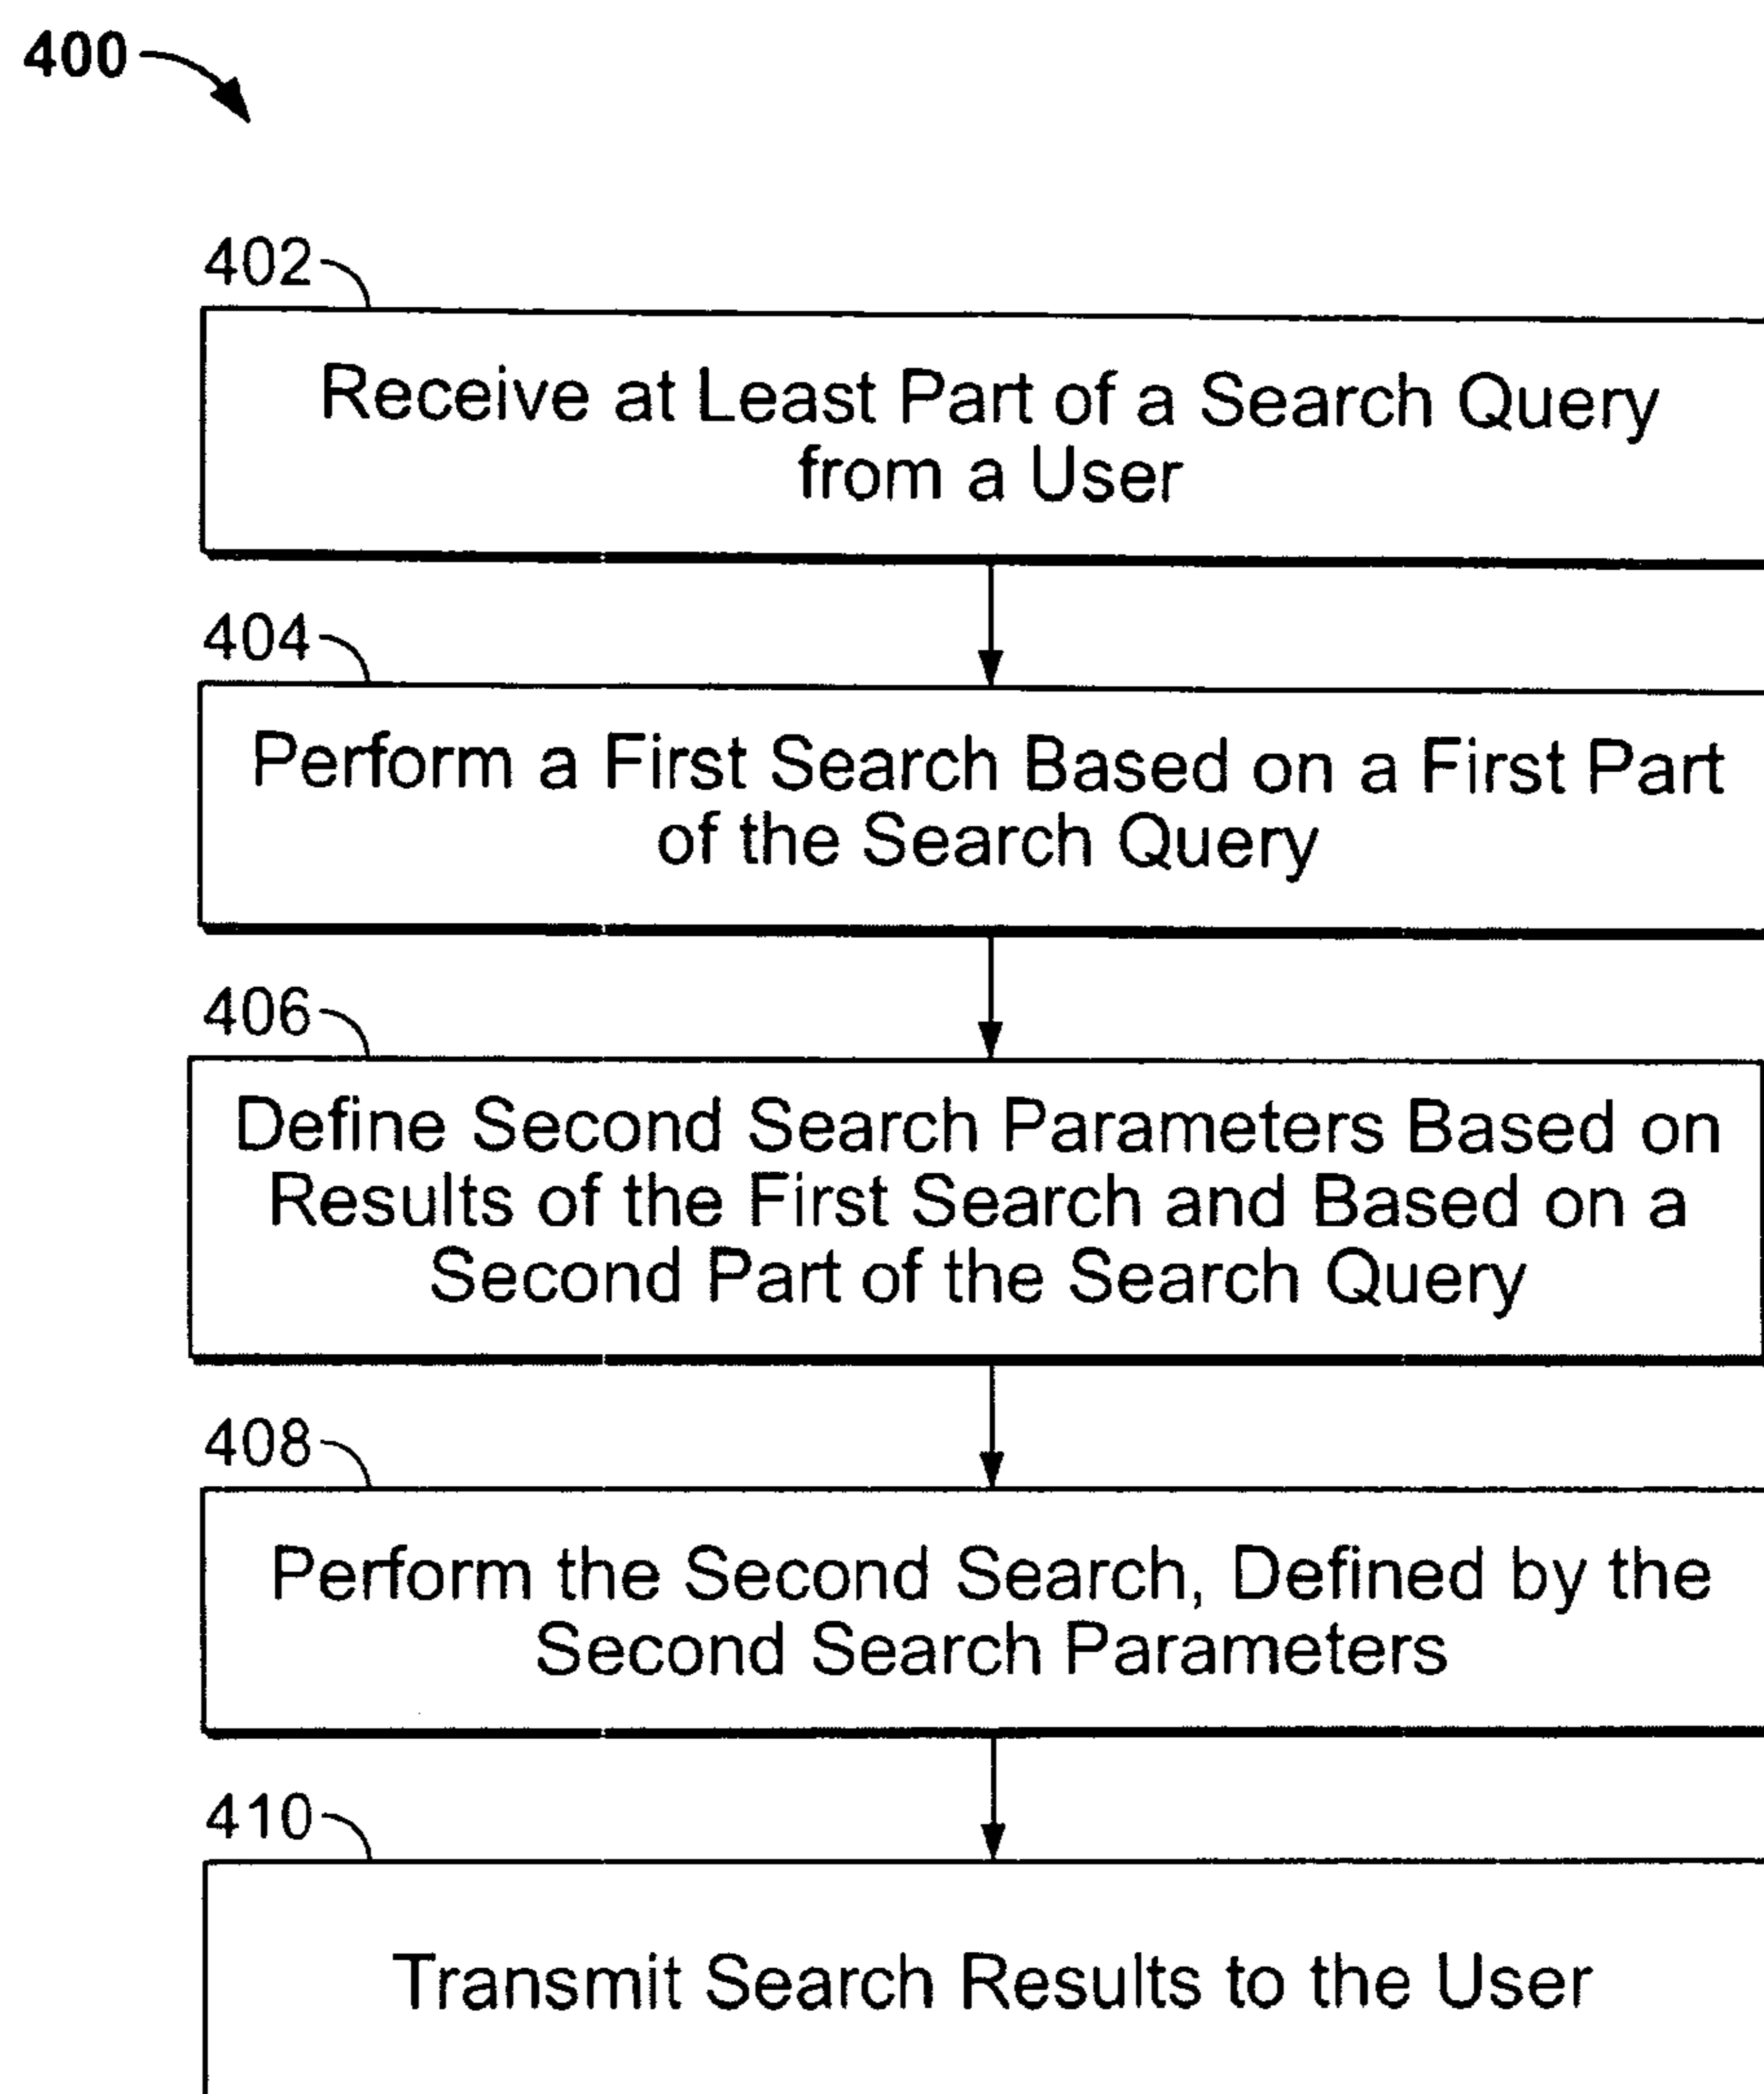 400
402
Receive at Least Part of a Search Query
from a User
404
Perform a First Search Based on a First Part
of the Search Query
406
Define Second Search Parameters Based on
Results of the First Search and Based on a
Second Part of the Search Query
408
Perform the Second Search, Defined by the
Second Search Parameters
410
Transmit Search Results to the User